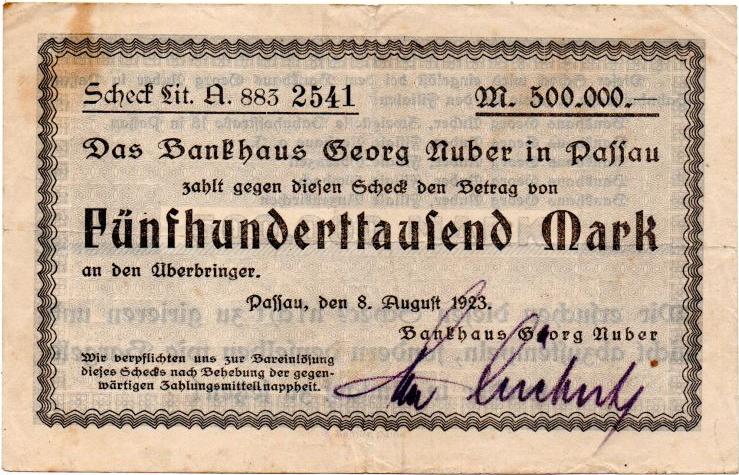 Scheck Lit. A. 883 2541 M. 500.000.—
Das Bankhaus Georg Nuber in Passau
zahlt gegen diesen Scheck den Betrag von
Fünfhunderttausend Mark
an den Überbringer.
Passau, den 8. August 1923.
Bankhaus Georg Nuber
Wir verpflichten uns zur Bareinlösung
dieses Schecks nach Behebung der gegen-
wärtigen Zahlungsmittelknappheit.